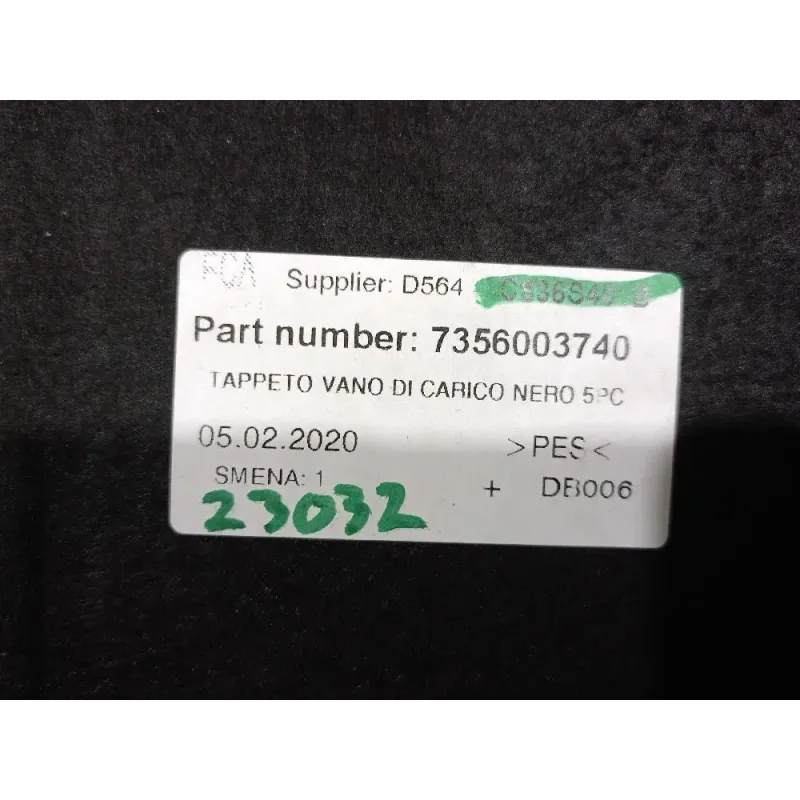 FCA Supplier: D564
Part number: 7356003740
TAPPETO VANO DI CARICO NERO 5PC
05.02.2020 >PES<
SMENA: 1 + DB006
23032